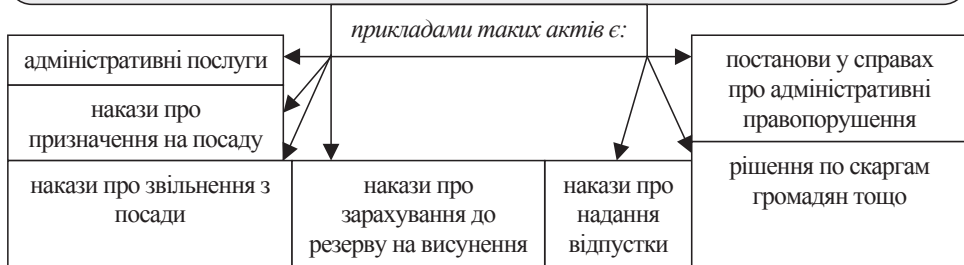 прикладами таких актів є:
адміністративні послуги
накази про
призначення на посаду
накази про звільнення з
посади
накази про
зарахування до
резерву на висунення
накази про
надання
відпустки
постанови у справах
про адміністративні
правопорушення
рішення по скаргам
громадян тощо